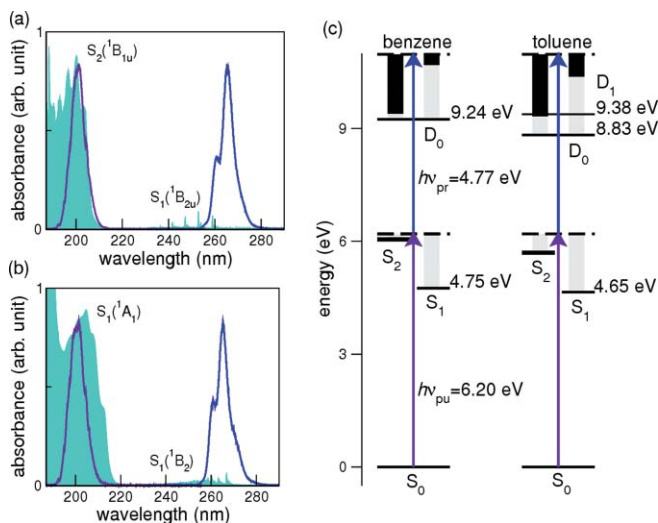 (a)
1
S2(1B1u)
S1(1B2u)
0
absorbance (arb. unit)
200 220 240 260 280
wavelength (nm)
(b)
1
S1(1A1)
S1(1B2)
0
absorbance (arb. unit)
200 220 240 260 280
wavelength (nm)
(c)
benzene toluene
D1
9.24 eV 9.38 eV
8.83 eV
D0 D0
9
hνpr=4.77 eV
6
S2 S2
4.75 eV 4.65 eV
S1 S1
energy (eV)
3
hνpu=6.20 eV
0
S0 S0